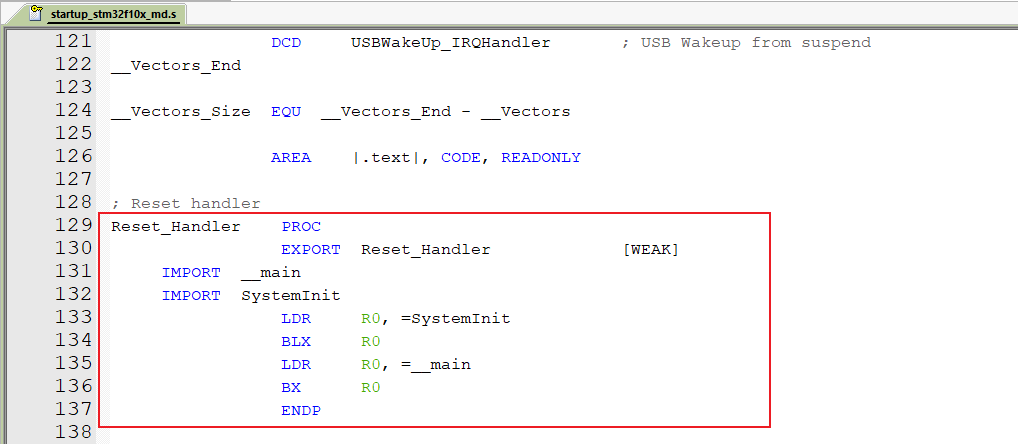 startup_stm32f10x_md.s
121 DCD USBWakeUp_IRQHandler ; USB Wakeup from suspend
122 __Vectors_End
123
124 __Vectors_Size EQU __Vectors_End - __Vectors
125
126 AREA |.text|, CODE, READONLY
127
128 ; Reset handler
129 Reset_Handler PROC
130 EXPORT Reset_Handler [WEAK]
131 IMPORT __main
132 IMPORT SystemInit
133 LDR R0, =SystemInit
134 BLX R0
135 LDR R0, =__main
136 BX R0
137 ENDP
138